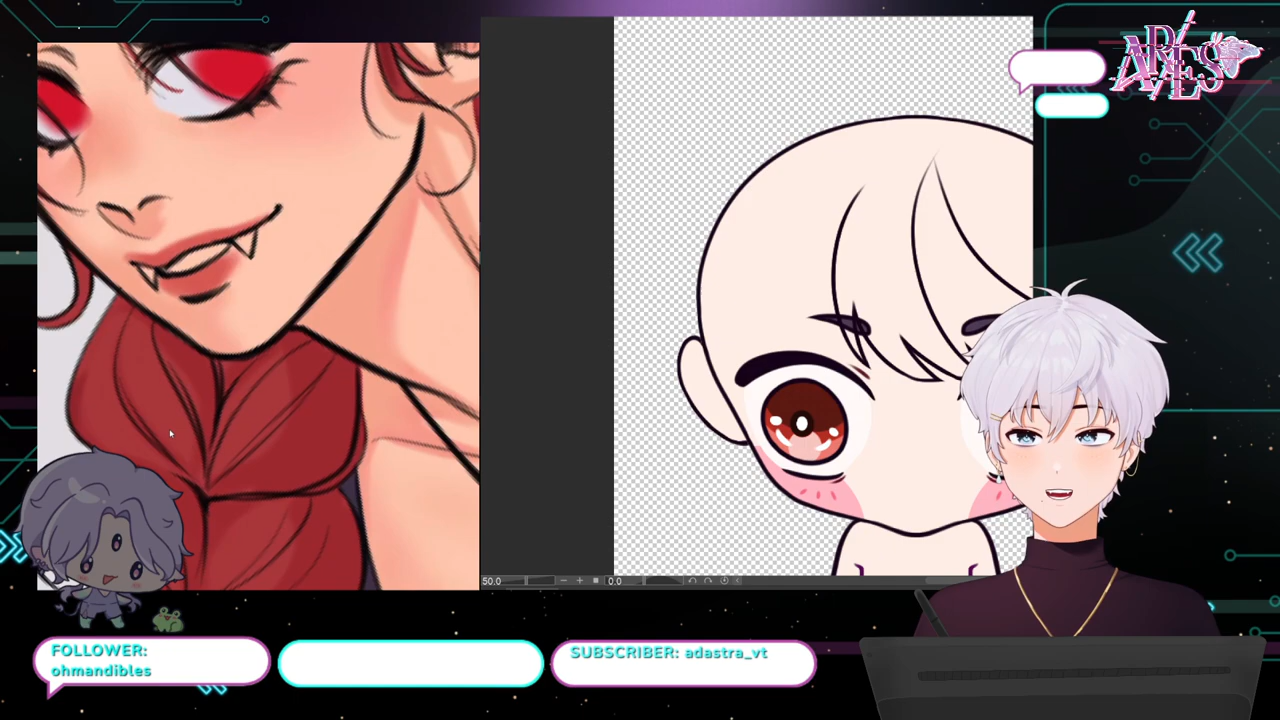 ARES
50.0
0.0
FOLLOWER:
ohmandibles
SUBSCRIBER: adastra_vt